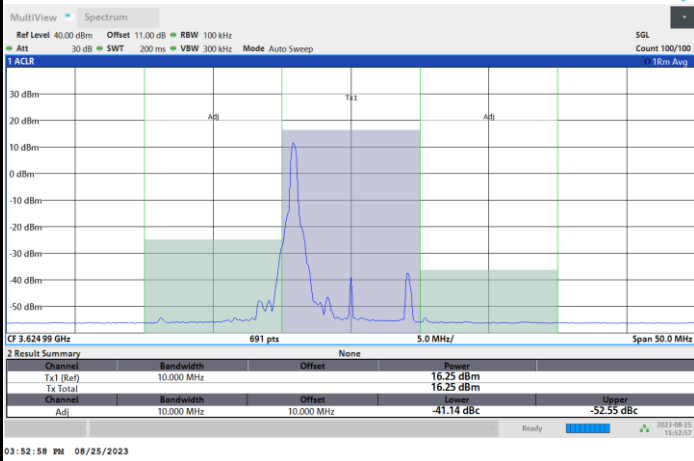 MultiView Spectrum
Ref Level 40.00 dBm Offset 11.00 dB RBW 100 kHz SGL
Att 30 dB SWT 200 ms VBW 300 kHz Mode Auto Sweep Count 100/100
1 ACLR 1Rm Avg
Tx1
Adj Adj
30 dBm
20 dBm
10 dBm
0 dBm
-10 dBm
-20 dBm
-30 dBm
-40 dBm
-50 dBm
CF 3.624 99 GHz 691 pts 5.0 MHz/ Span 50.0 MHz
2 Result Summary None
Channel Bandwidth Offset Power
Tx1 (Ref) 10.000 MHz 16.25 dBm
Tx Total 16.25 dBm
Channel Bandwidth Offset Lower Upper
Adj 10.000 MHz 10.000 MHz -41.14 dBc -52.55 dBc
Ready 2023-08-25
15:52:57
03:52:58 PM 08/25/2023